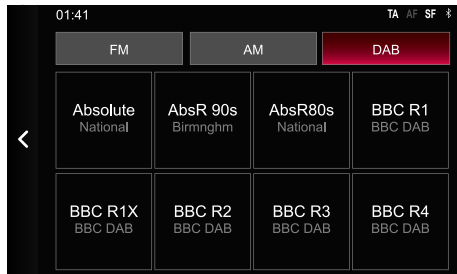 01:41 TA AF SF
FM AM DAB
Absolute AbsR 90s AbsR80s BBC R1
National Birmnghm National BBC DAB
BBC R1X BBC R2 BBC R3 BBC R4
BBC DAB BBC DAB BBC DAB BBC DAB